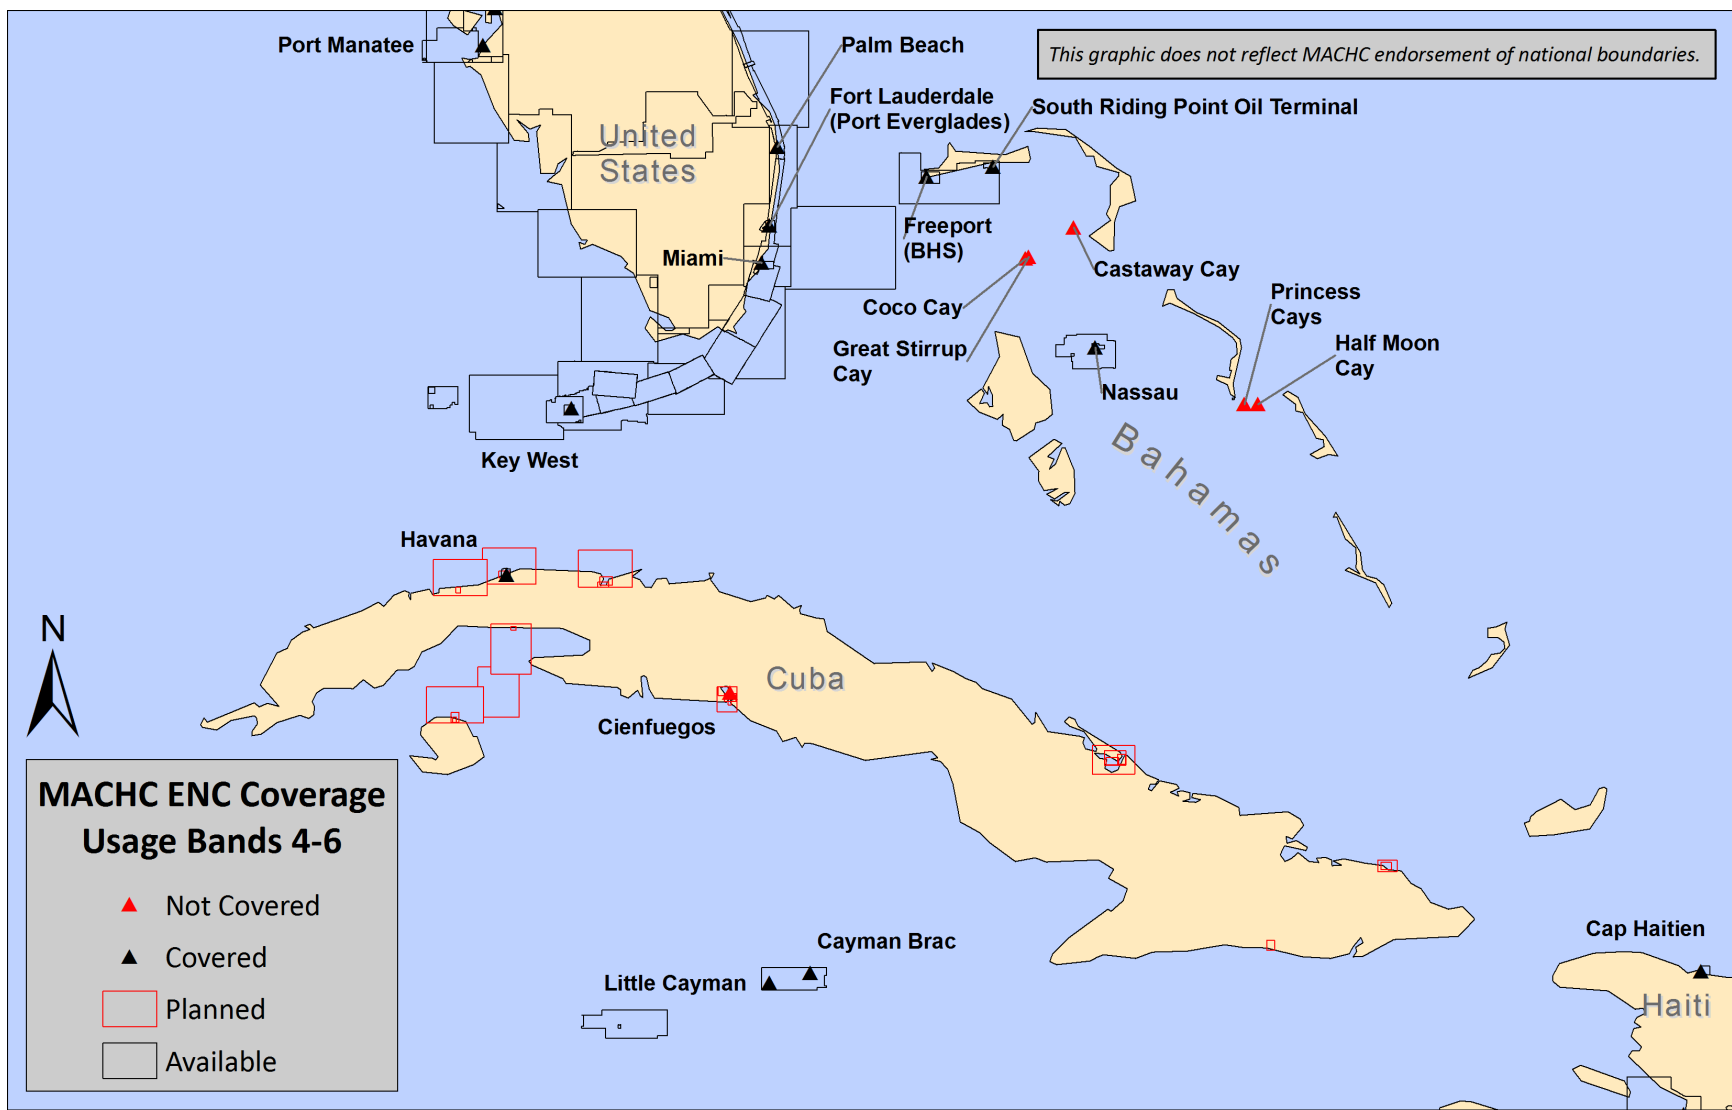 Port Manatee
Palm Beach
This graphic does not reflect MACHC endorsement of national boundaries.
Fort Lauderdale
(Port Everglades)
South Riding Point Oil Terminal
United
States
Freeport
(BHS)
Miami
Castaway Cay
Coco Cay
Princess
Cays
Great Stirrup
Cay
Half Moon
Cay
Nassau
Key West
Bahamas
Havana
N
Cuba
Cienfuegos
MACHC ENC Coverage
Usage Bands 4-6
Not Covered
Covered
Planned
Available
Cayman Brac
Little Cayman
Cap Haitien
Haiti